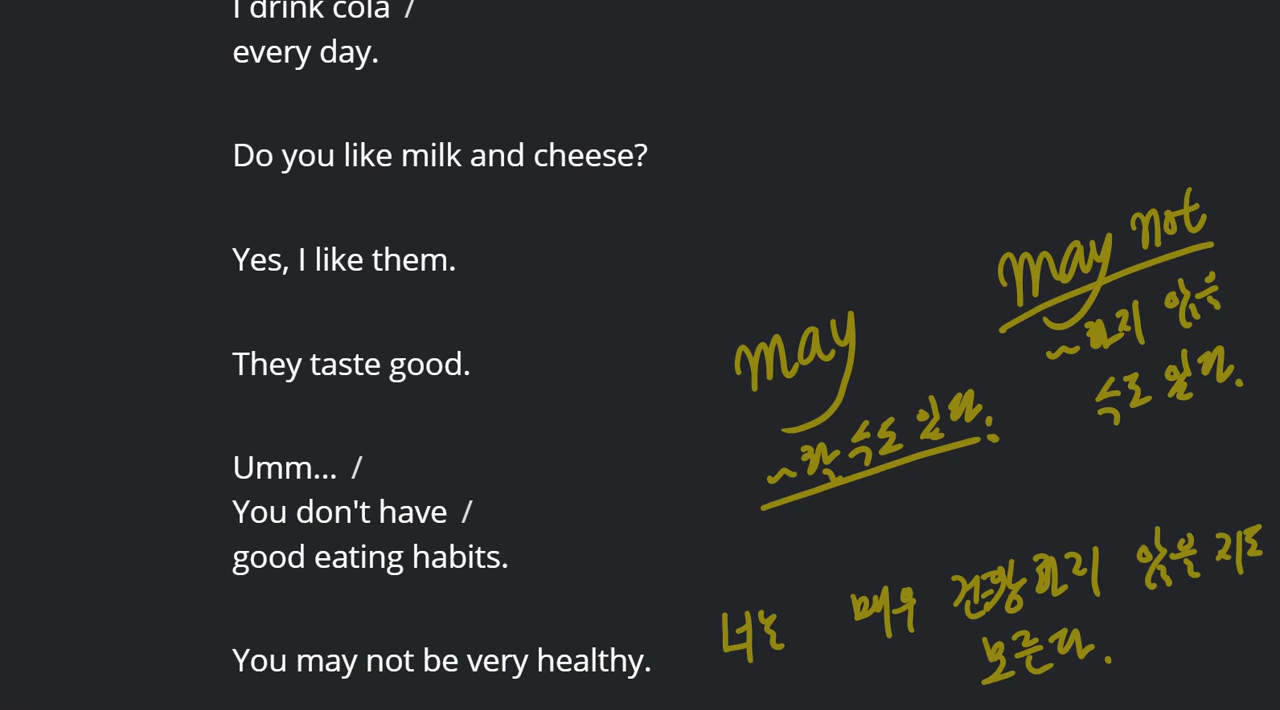 I drink cola /
every day.
Do you like milk and cheese?
Yes, I like them.
They taste good.
Umm... /
You don't have /
good eating habits.
You may not be very healthy.
may
~할 수도 있다.
may not
~하지 않을
수도 있다.
너는 매우 건강하지 않을 지도
모른다.